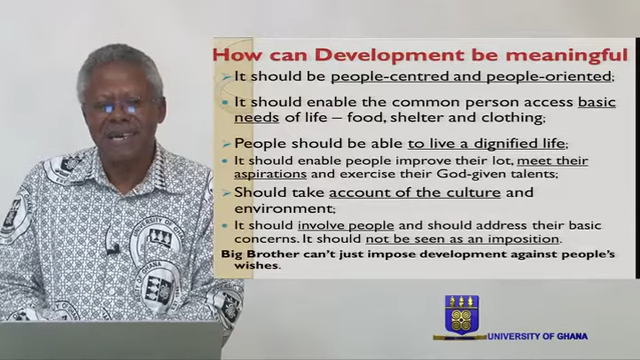 How can Development be meaningful
It should be people-centred and people-oriented;
It should enable the common person access basic
needs of life – food, shelter and clothing;
People should be able to live a dignified life;
It should enable people improve their lot, meet their
aspirations and exercise their God-given talents;
Should take account of the culture and
environment;
It should involve people and should address their basic
concerns. It should not be seen as an imposition.
Big Brother can't just impose development against people's
wishes.
UNIVERSITY OF GHANA
UNIVERSITY OF GHANA